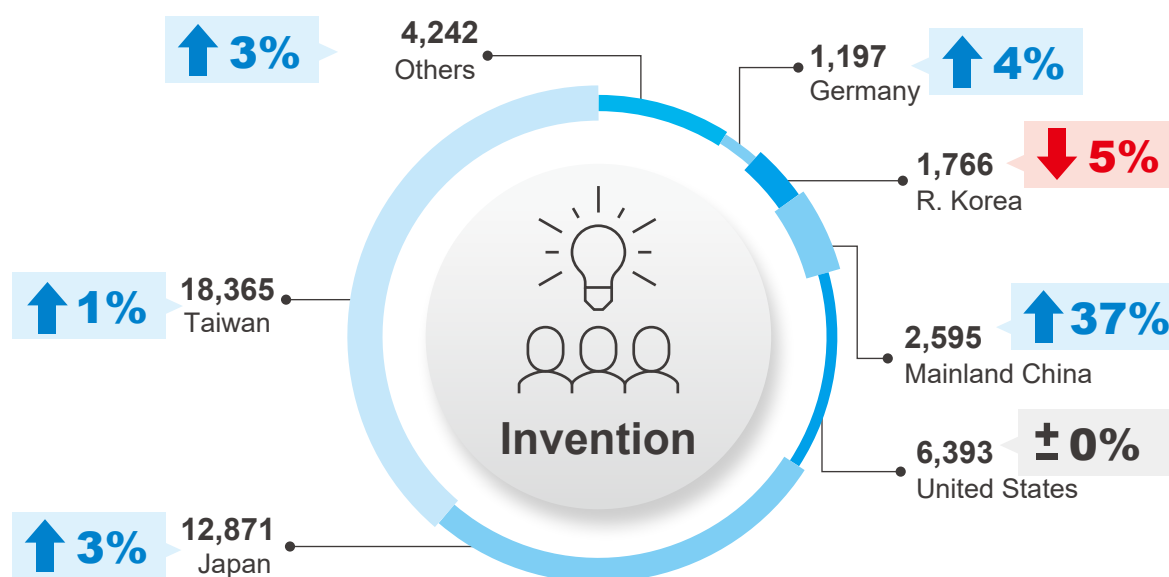 3%
4,242
Others
1,197
Germany
4%
1,766
R. Korea
5%
18,365
Taiwan
1%
2,595
Mainland China
37%
Invention
6,393
United States
± 0%
12,871
Japan
3%